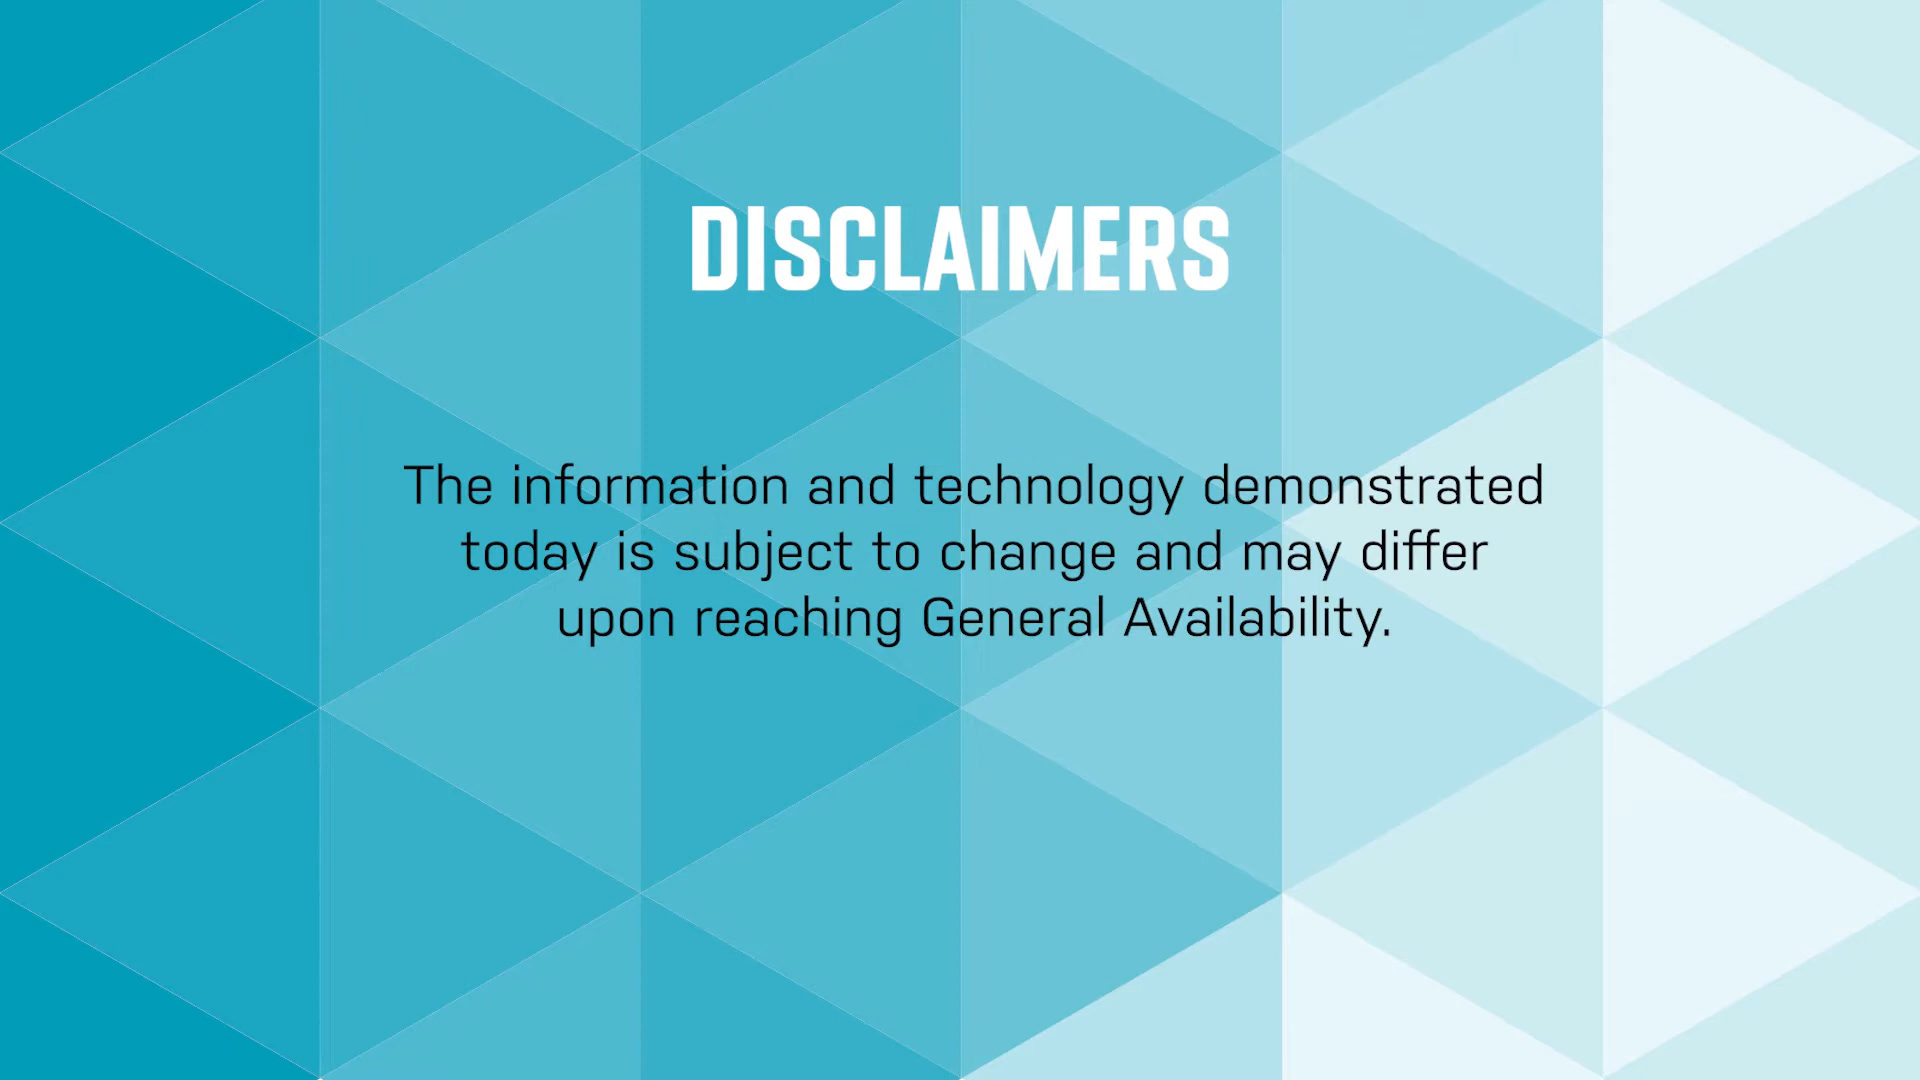 DISCLAIMERS
The information and technology demonstrated
today is subject to change and may differ
upon reaching General Availability.